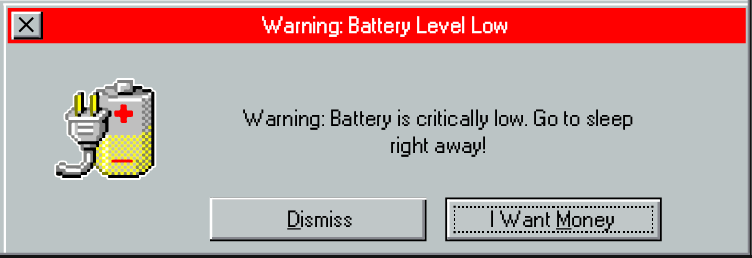 Warning: Battery Level Low
Warning: Battery is critically low. Go to sleep
right away!
Dismiss
I Want Money